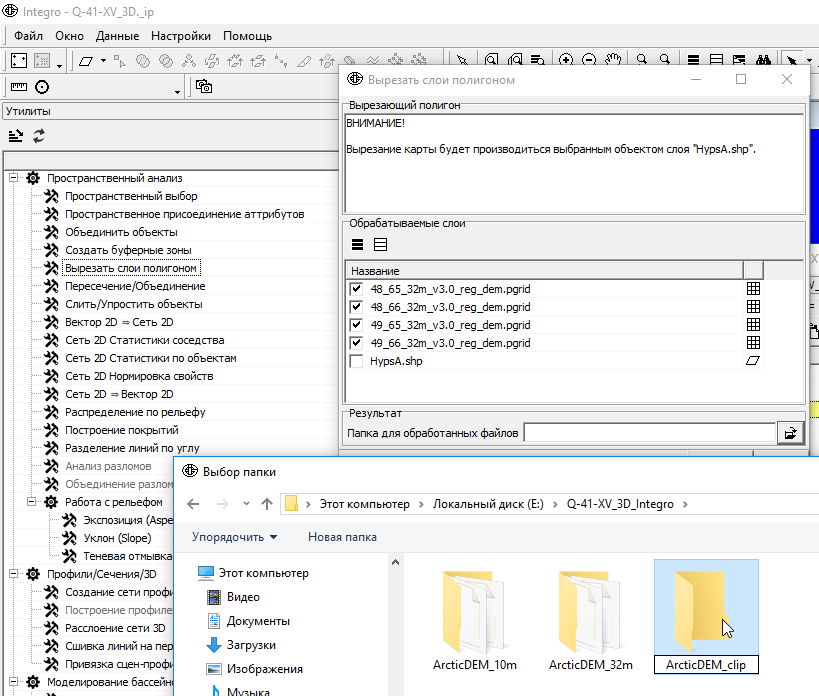 Integro - Q-41-XV_3D._ip
Файл Окно Данные Настройки Помощь
Утилиты
Пространственный анализ
Пространственный выбор
Пространственное присоединение аттрибутов
Объединить объекты
Создать буферные зоны
Вырезать слои полигоном
Пересечение/Объединение
Слить/Упростить объекты
Вектор 2D ⇒ Сеть 2D
Сеть 2D Статистики соседства
Сеть 2D Статистики по объектам
Сеть 2D Нормировка свойств
Сеть 2D ⇒ Вектор 2D
Распределение по рельефу
Построение покрытий
Разделение линий по углу
Анализ разломов
Объединение разло
Работа с рельефом
Экспозиция (Aspe
Уклон (Slope)
Теневая отмывка
Профили/Сечения/3D
Создание сети профи
Построение профиле
Расслоение сети 3D
Сшивка линий на пер
Привязка сцен-профи
Моделирование бассейно
Вырезать слои полигоном
Вырезающий полигон
ВНИМАНИЕ!
Вырезание карты будет производиться выбранным объектом слоя "HypsA.shp".
Обрабатываемые слои
Название
48_65_32m_v3.0_reg_dem.pgrid
48_66_32m_v3.0_reg_dem.pgrid
49_65_32m_v3.0_reg_dem.pgrid
49_66_32m_v3.0_reg_dem.pgrid
HypsA.shp
Результат
Папка для обработанных файлов
Выбор папки
Этот компьютер › Локальный диск (E:) › Q-41-XV_3D_Integro ›
Упорядочить Новая папка
Этот компьютер
Видео
Документы
Загрузки
Изображения
Музыка
ArcticDEM_10m ArcticDEM_32m ArcticDEM_clip